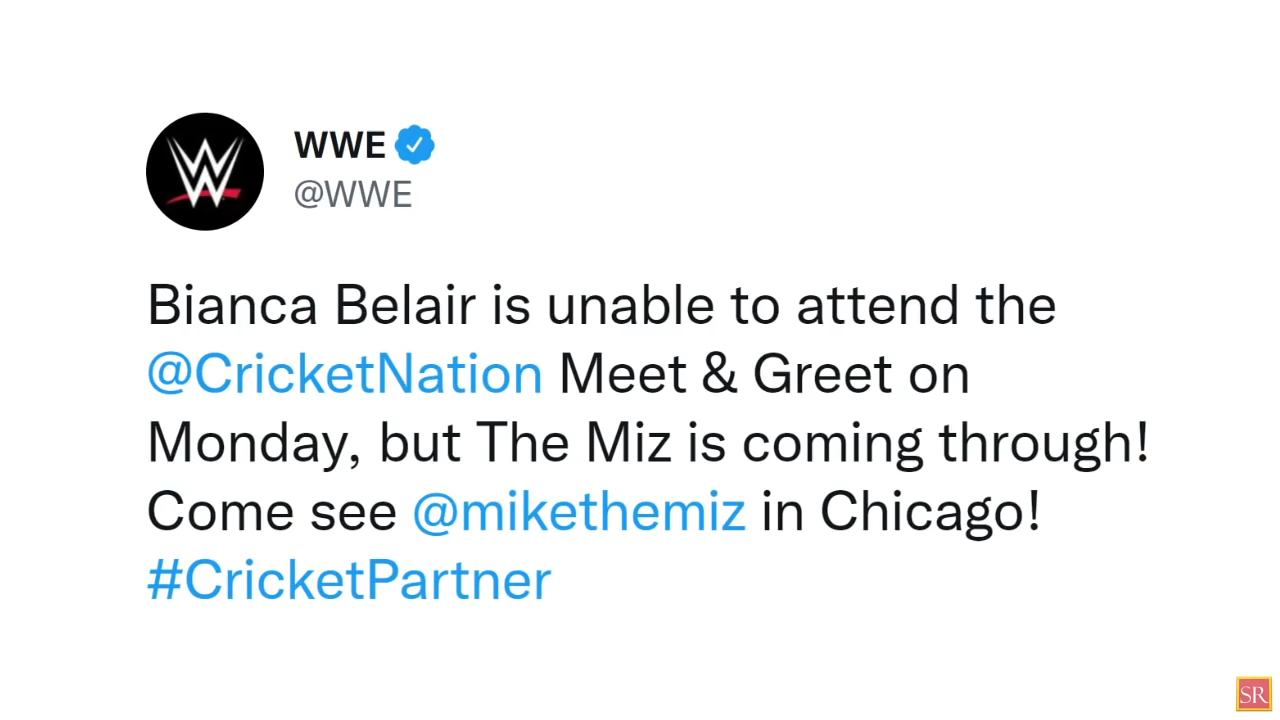 WWE
@WWE
Bianca Belair is unable to attend the
@CricketNation Meet & Greet on
Monday, but The Miz is coming through!
Come see @mikethemiz in Chicago!
#CricketPartner
SR